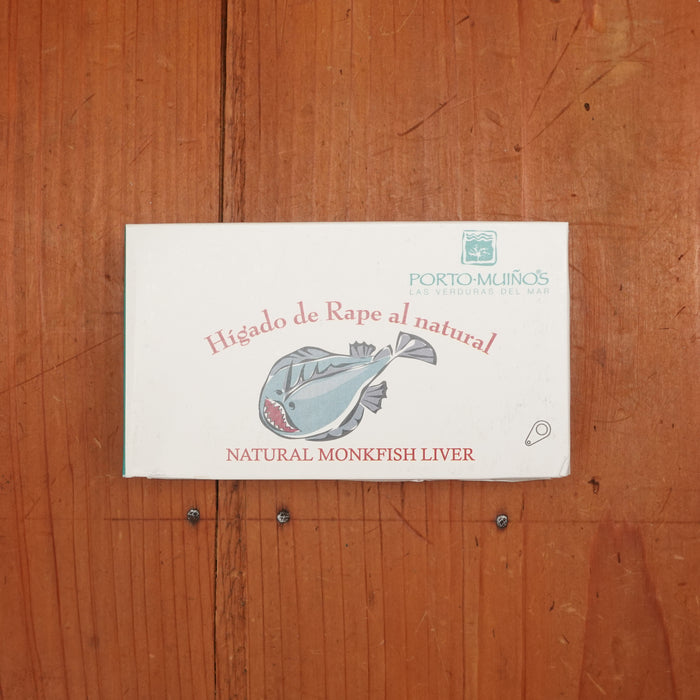 PORTO-MUIÑOS®
LAS VERDURAS DEL MAR
Hígado de Rape al natural
NATURAL MONKFISH LIVER